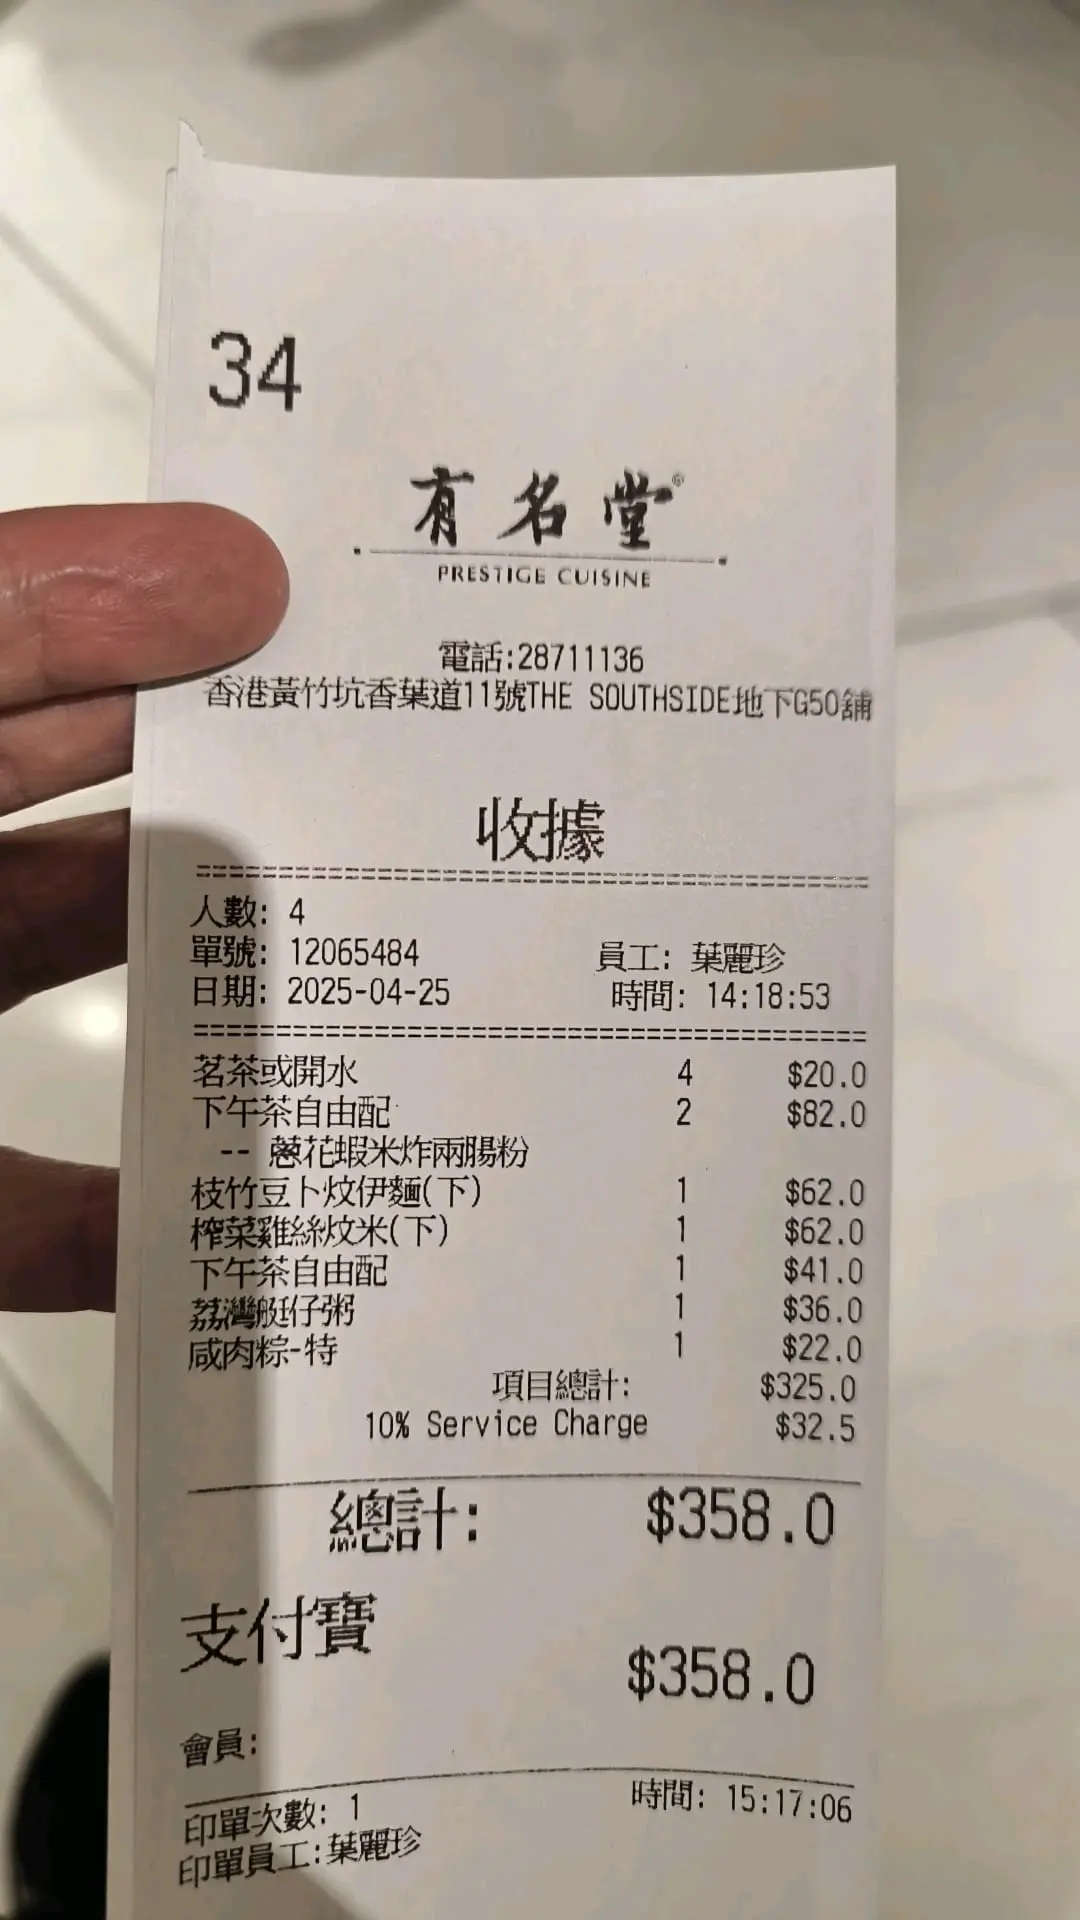 34
有名堂®
PRESTIGE CUISINE
電話:28711136
香港黃竹坑香葉道11號THE SOUTHSIDE地下G50舖
收據
人數: 4
單號: 12065484 員工: 葉麗珍
日期: 2025-04-25 時間: 14:18:53
茗茶或開水 4 $20.0
下午茶自由配 2 $82.0
-- 蔥花蝦米炸兩腸粉
枝竹豆卜炆伊麵(下) 1 $62.0
榨菜雞絲炆米(下) 1 $62.0
下午茶自由配 1 $41.0
荔灣艇仔粥 1 $36.0
咸肉粽-特 1 $22.0
項目總計: $325.0
10% Service Charge $32.5
總計: $358.0
支付寶
$358.0
會員:
印單次數: 1 時間: 15:17:06
印單員工:葉麗珍